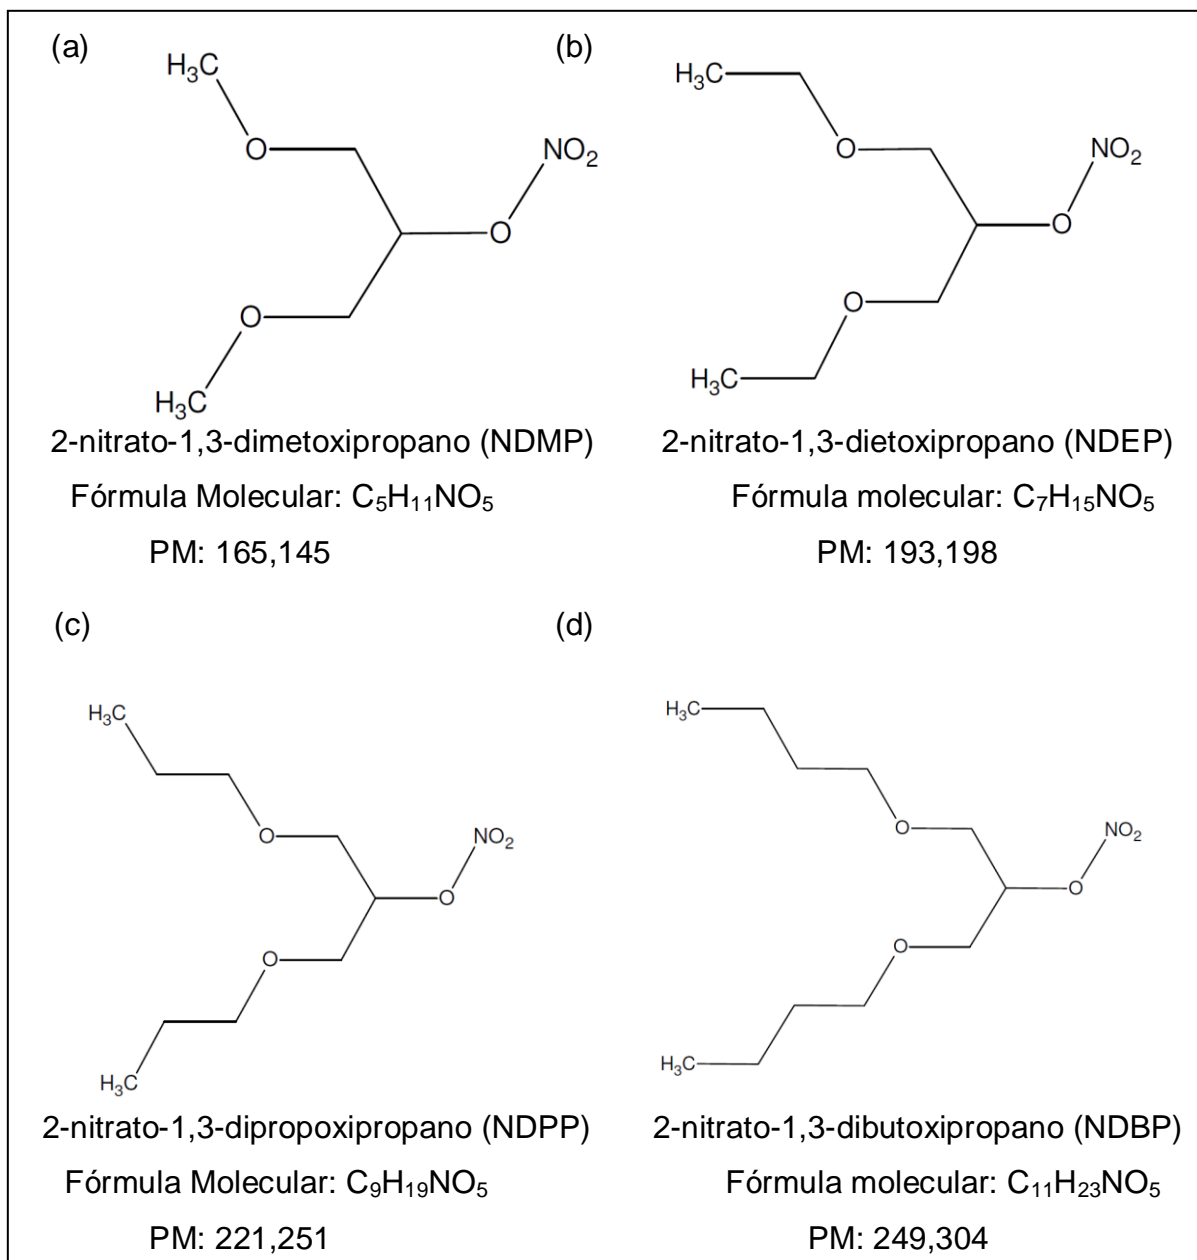 (a)
H₃C
O
NO₂
O
O
H₃C
2-nitrato-1,3-dimetoxipropano (NDMP)
Fórmula Molecular: C₅H₁₁NO₅
PM: 165,145
(b)
H₃C
O
NO₂
O
O
H₃C
2-nitrato-1,3-dietoxipropano (NDEP)
Fórmula molecular: C₇H₁₅NO₅
PM: 193,198
(c)
H₃C
O
NO₂
O
O
H₃C
2-nitrato-1,3-dipropoxipropano (NDPP)
Fórmula Molecular: C₉H₁₉NO₅
PM: 221,251
(d)
H₃C
O
NO₂
O
O
H₃C
2-nitrato-1,3-dibutoxipropano (NDBP)
Fórmula molecular: C₁₁H₂₃NO₅
PM: 249,304